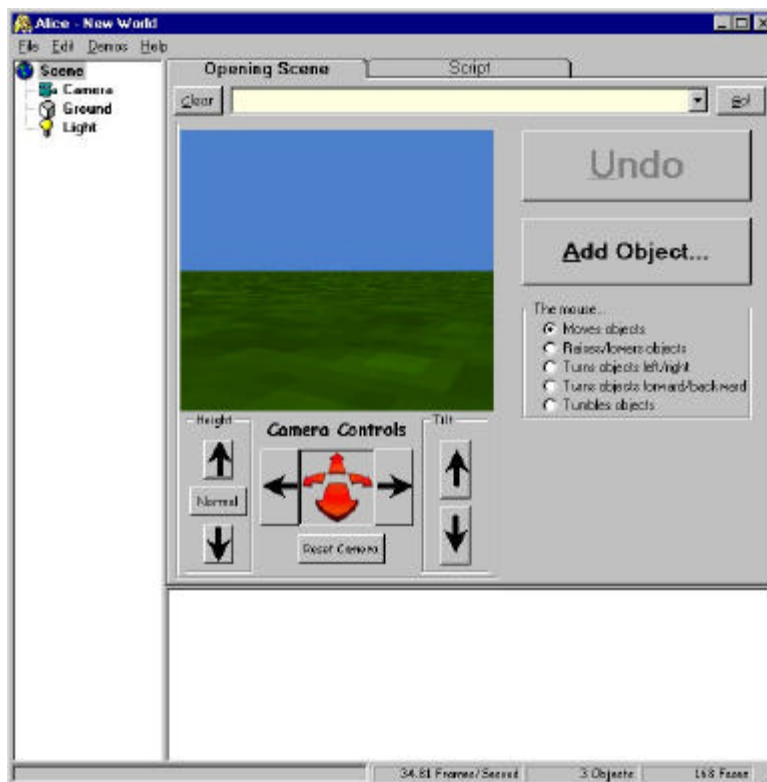 Alice - New World
File Edit Demos Help
Scene
Camera
Ground
Light
Opening Scene Script
Clear Go!
Undo
Add Object...
The mouse...
Moves objects
Raises/lowers objects
Turns objects left/right
Turns objects forward/backward
Tumbles objects
Height Camera Controls Tilt
Normal
Reset Camera
34.81 Frames/Second 3 Objects 168 Faces